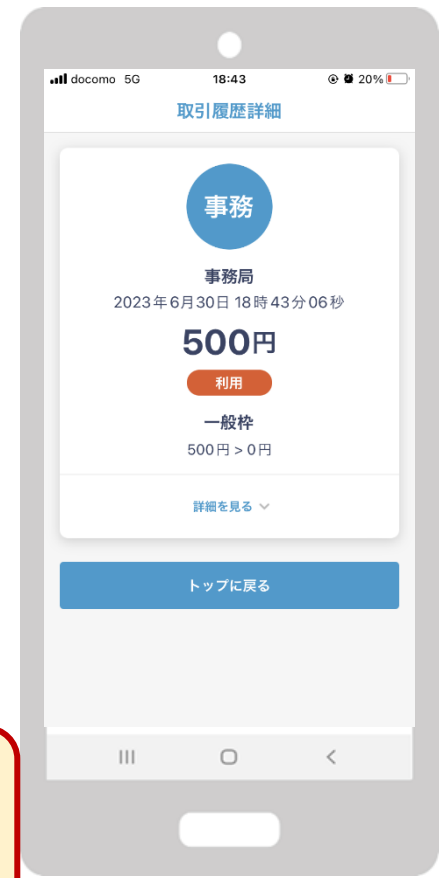 docomo 5G 18:43 20%
取引履歴詳細
事務
事務局
2023年6月30日 18時43分06秒
500円
利用
一般枠
500円 > 0円
詳細を見る
トップに戻る